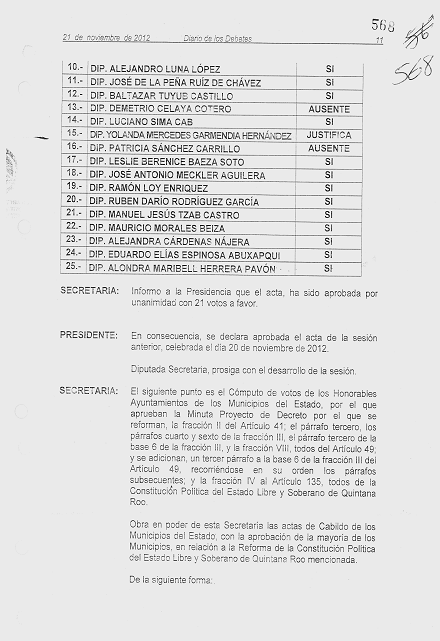 568
21 de noviembre de 2012 Diario de los Debates 11
568
10.- DIP. ALEJANDRO LUNA LÓPEZ SI
11.- DIP. JOSÉ DE LA PEÑA RUÍZ DE CHÁVEZ SI
12.- DIP. BALTAZAR TUYUB CASTILLO SI
13.- DIP. DEMETRIO CELAYA COTERO AUSENTE
14.- DIP. LUCIANO SIMA CAB SI
15.- DIP. YOLANDA MERCEDES GARMENDIA HERNÁNDEZ JUSTIFICA
16.- DIP. PATRICIA SÁNCHEZ CARRILLO AUSENTE
17.- DIP. LESLIE BERENICE BAEZA SOTO SI
18.- DIP. JOSÉ ANTONIO MECKLER AGUILERA SI
19.- DIP. RAMÓN LOY ENRIQUEZ SI
20.- DIP. RUBEN DARÍO RODRÍGUEZ GARCÍA SI
21.- DIP. MANUEL JESÚS TZAB CASTRO SI
22.- DIP. MAURICIO MORALES BEIZA SI
23.- DIP. ALEJANDRA CÁRDENAS NÁJERA SI
24.- DIP. EDUARDO ELÍAS ESPINOSA ABUXAPQUI SI
25.- DIP. ALONDRA MARIBELL HERRERA PAVÓN SI
SECRETARIA: Informo a la Presidencia que el acta, ha sido aprobada por
unanimidad con 21 votos a favor.
PRESIDENTE: En consecuencia, se declara aprobada el acta de la sesión
anterior, celebrada el día 20 de noviembre de 2012.
Diputada Secretaria, prosiga con el desarrollo de la sesión.
SECRETARIA: El siguiente punto es el Cómputo de votos de los Honorables
Ayuntamientos de los Municipios del Estado, por el que
aprueban la Minuta Proyecto de Decreto por el que se
reforman, la fracción II del Artículo 41; el párrafo tercero, los
párrafos cuarto y sexto de la fracción III, el párrafo tercero de la
base 6 de la fracción III, y la fracción VIII, todos del Artículo 49;
y se adicionan, un tercer párrafo a la base 6 de la fracción III del
Artículo 49, recorriéndose en su orden los párrafos
subsecuentes; y la fracción IV al Artículo 135, todos de la
Constitución Política del Estado Libre y Soberano de Quintana
Roo.
Obra en poder de esta Secretaría las actas de Cabildo de los
Municipios del Estado, con la aprobación de la mayoría de los
Municipios, en relación a la Reforma de la Constitución Política
del Estado Libre y Soberano de Quintana Roo mencionada.
De la siguiente forma: